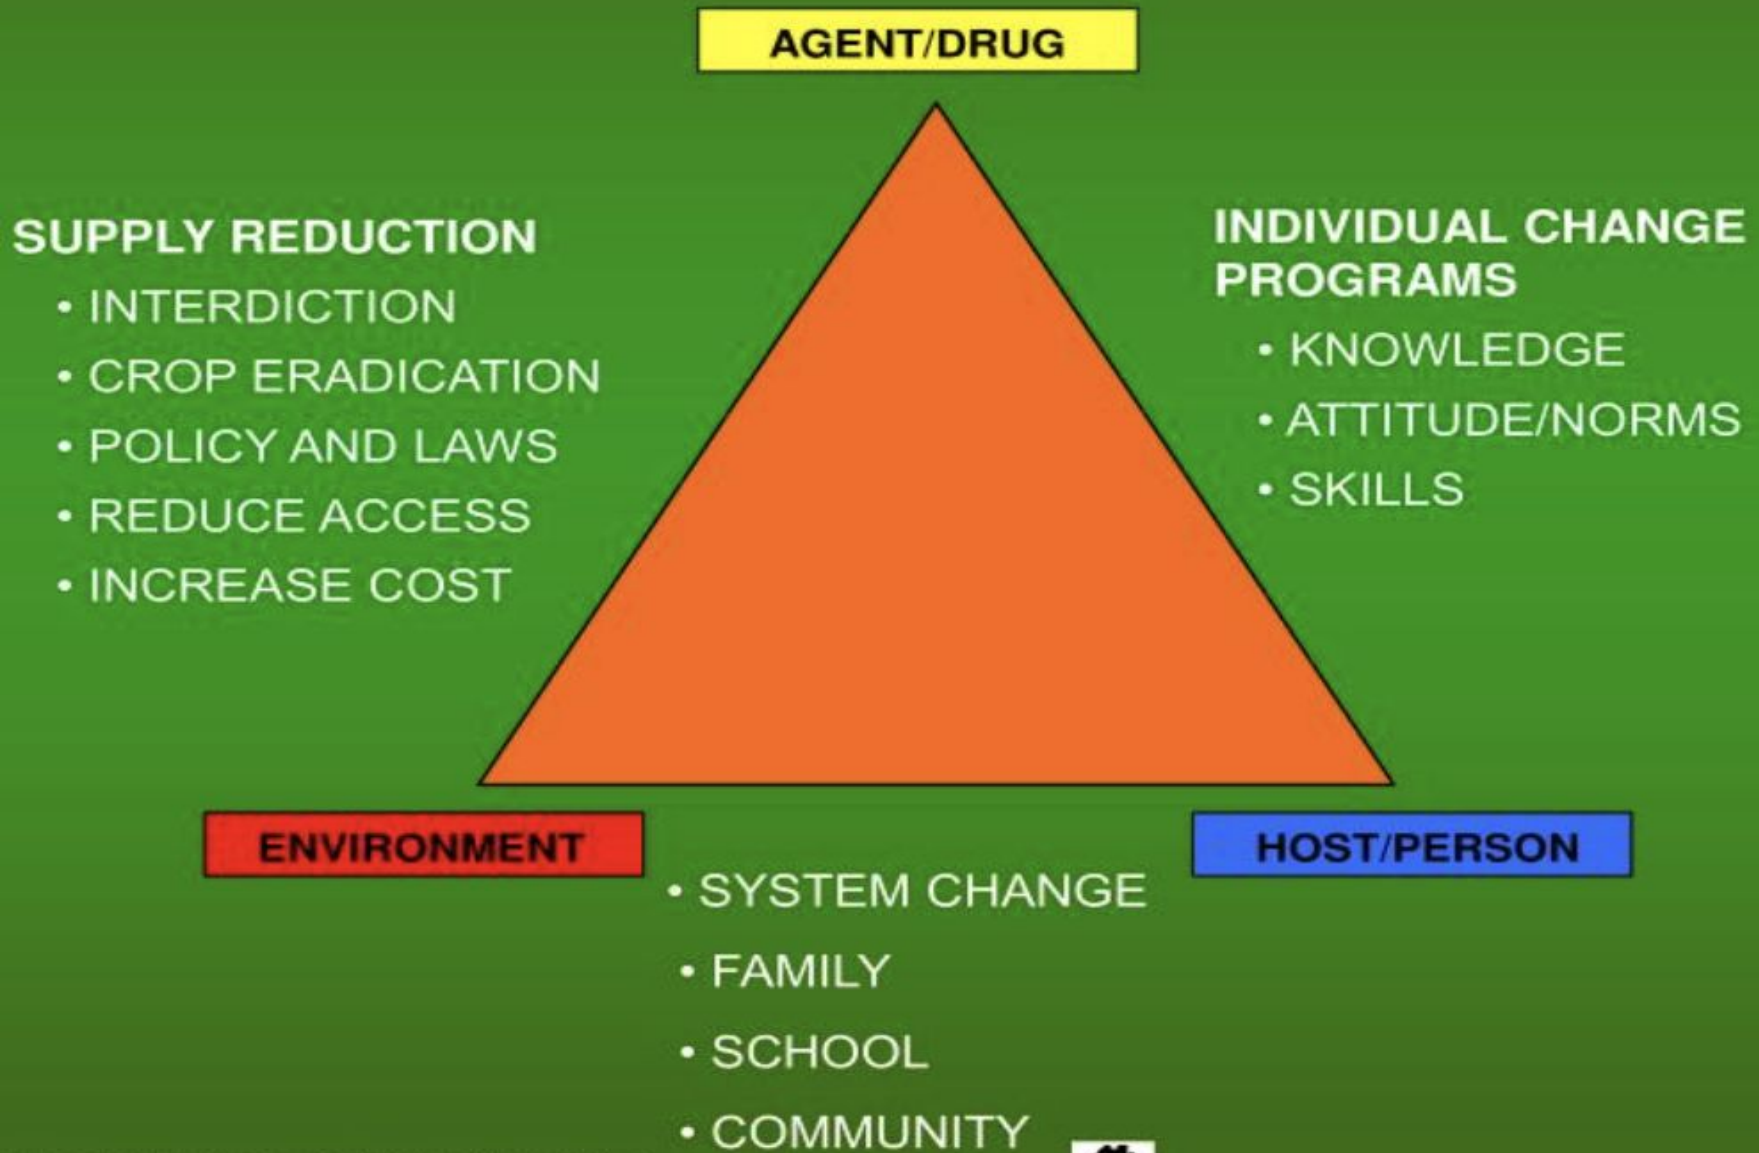 AGENT/DRUG
SUPPLY REDUCTION
• INTERDICTION
• CROP ERADICATION
• POLICY AND LAWS
• REDUCE ACCESS
• INCREASE COST
INDIVIDUAL CHANGE
PROGRAMS
• KNOWLEDGE
• ATTITUDE/NORMS
• SKILLS
ENVIRONMENT
HOST/PERSON
• SYSTEM CHANGE
• FAMILY
• SCHOOL
• COMMUNITY